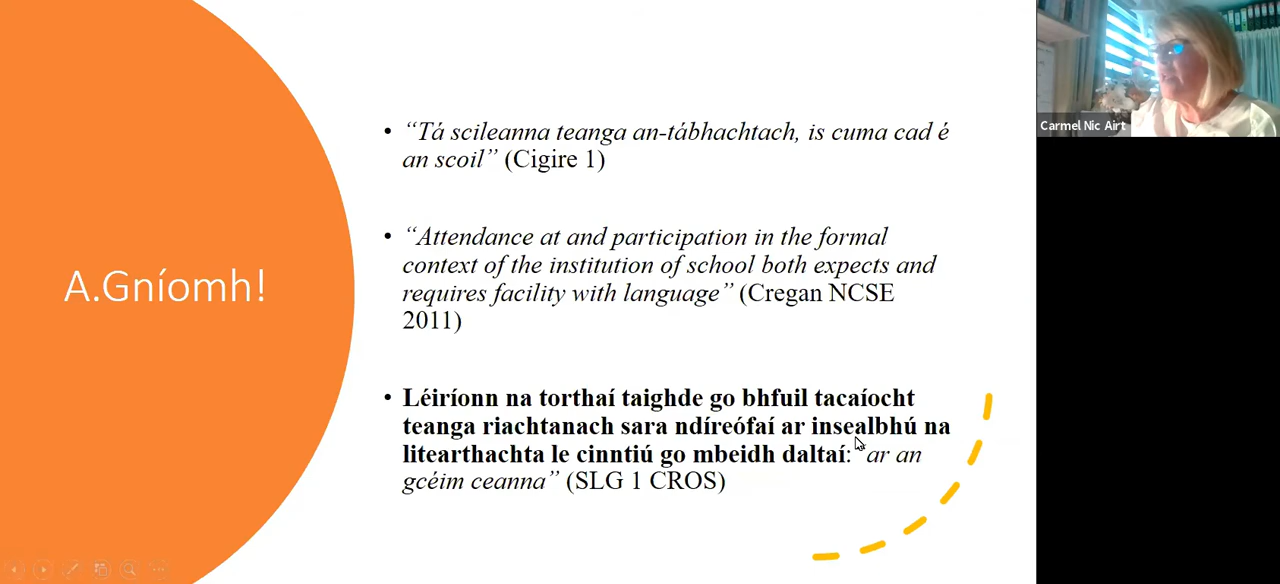 A.Gníomh!
• “Tá scileanna teanga an-tábhachtach, is cuma cad é
an scoil” (Cigire 1)
• “Attendance at and participation in the formal
context of the institution of school both expects and
requires facility with language” (Cregan NCSE
2011)
• Léiríonn na torthaí taighde go bhfuil tacaíocht
teanga riachtanach sara ndíreófaí ar insealbhú na
litearthachta le cinntiú go mbeidh daltaí: “ar an
gcéim ceanna” (SLG 1 CROS)
Carmel Nic Airt